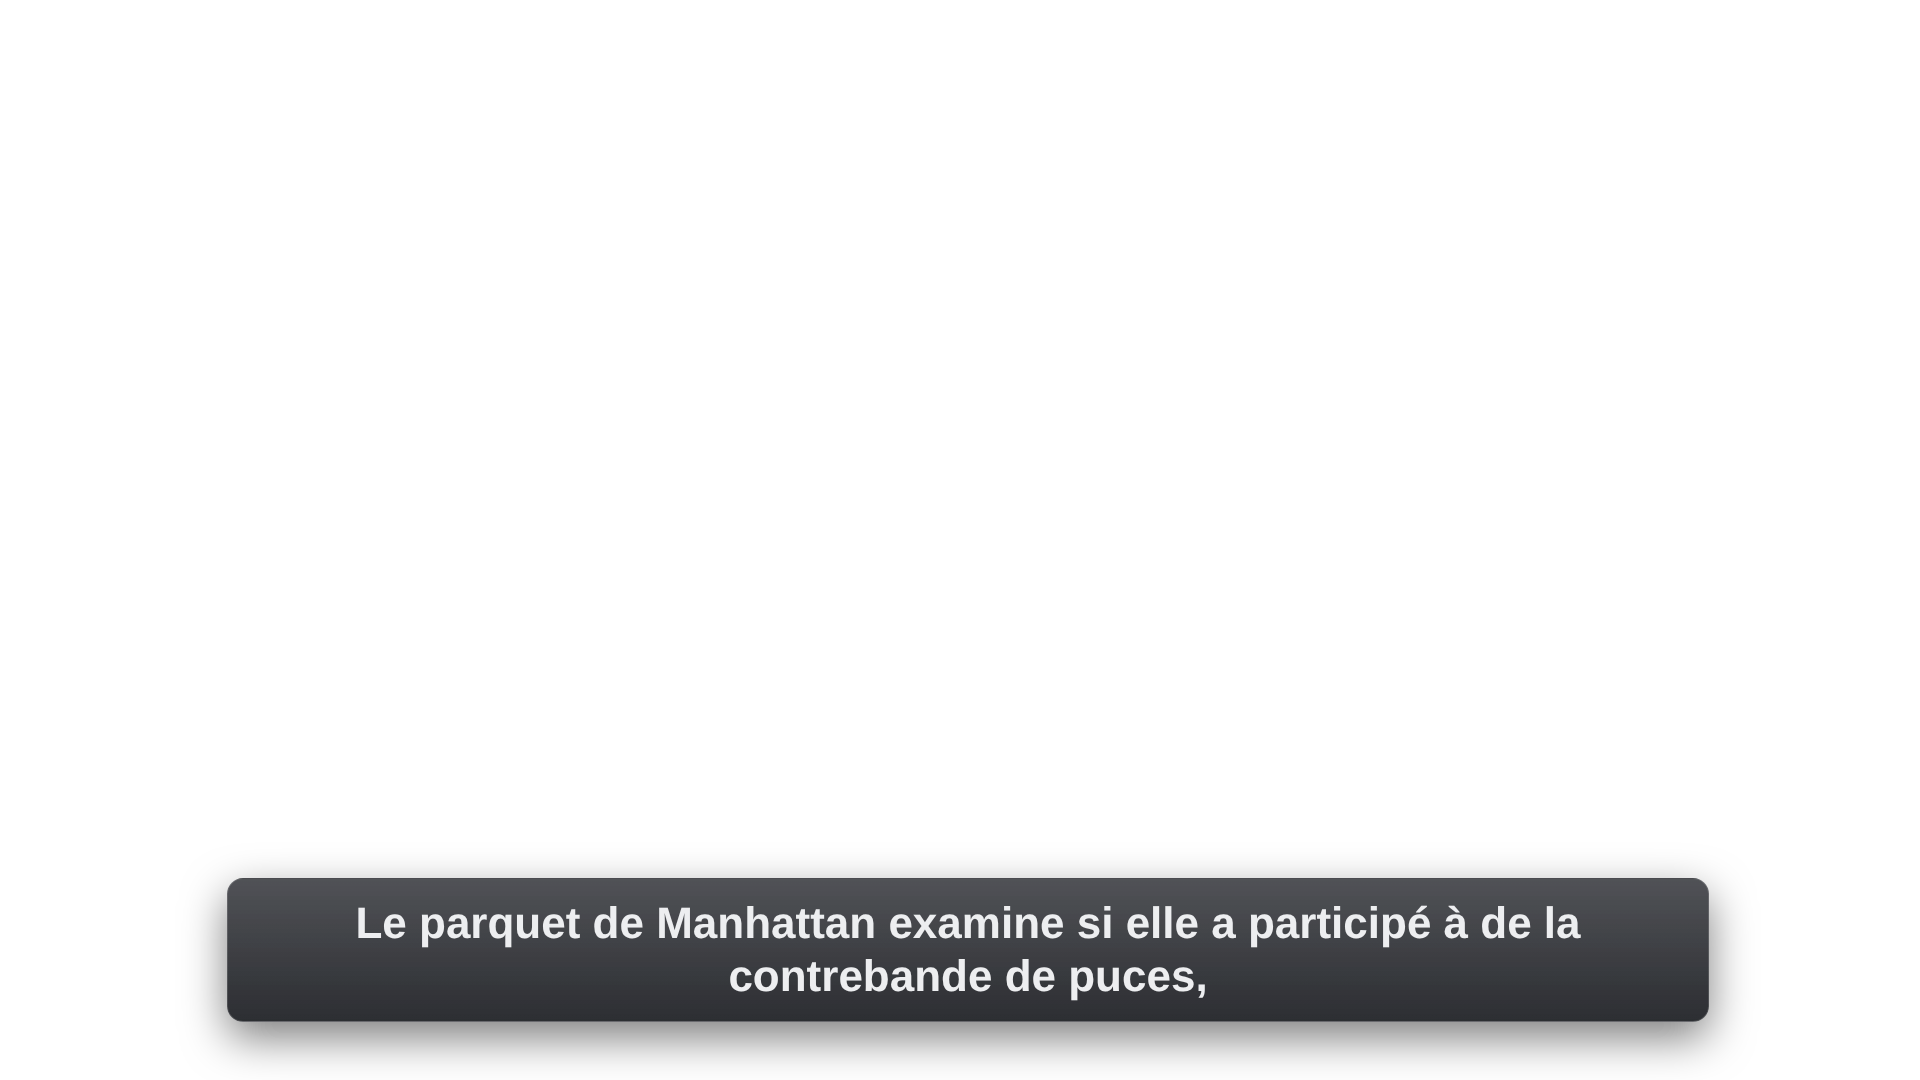 Le parquet de Manhattan examine si elle a participé à de la
contrebande de puces,